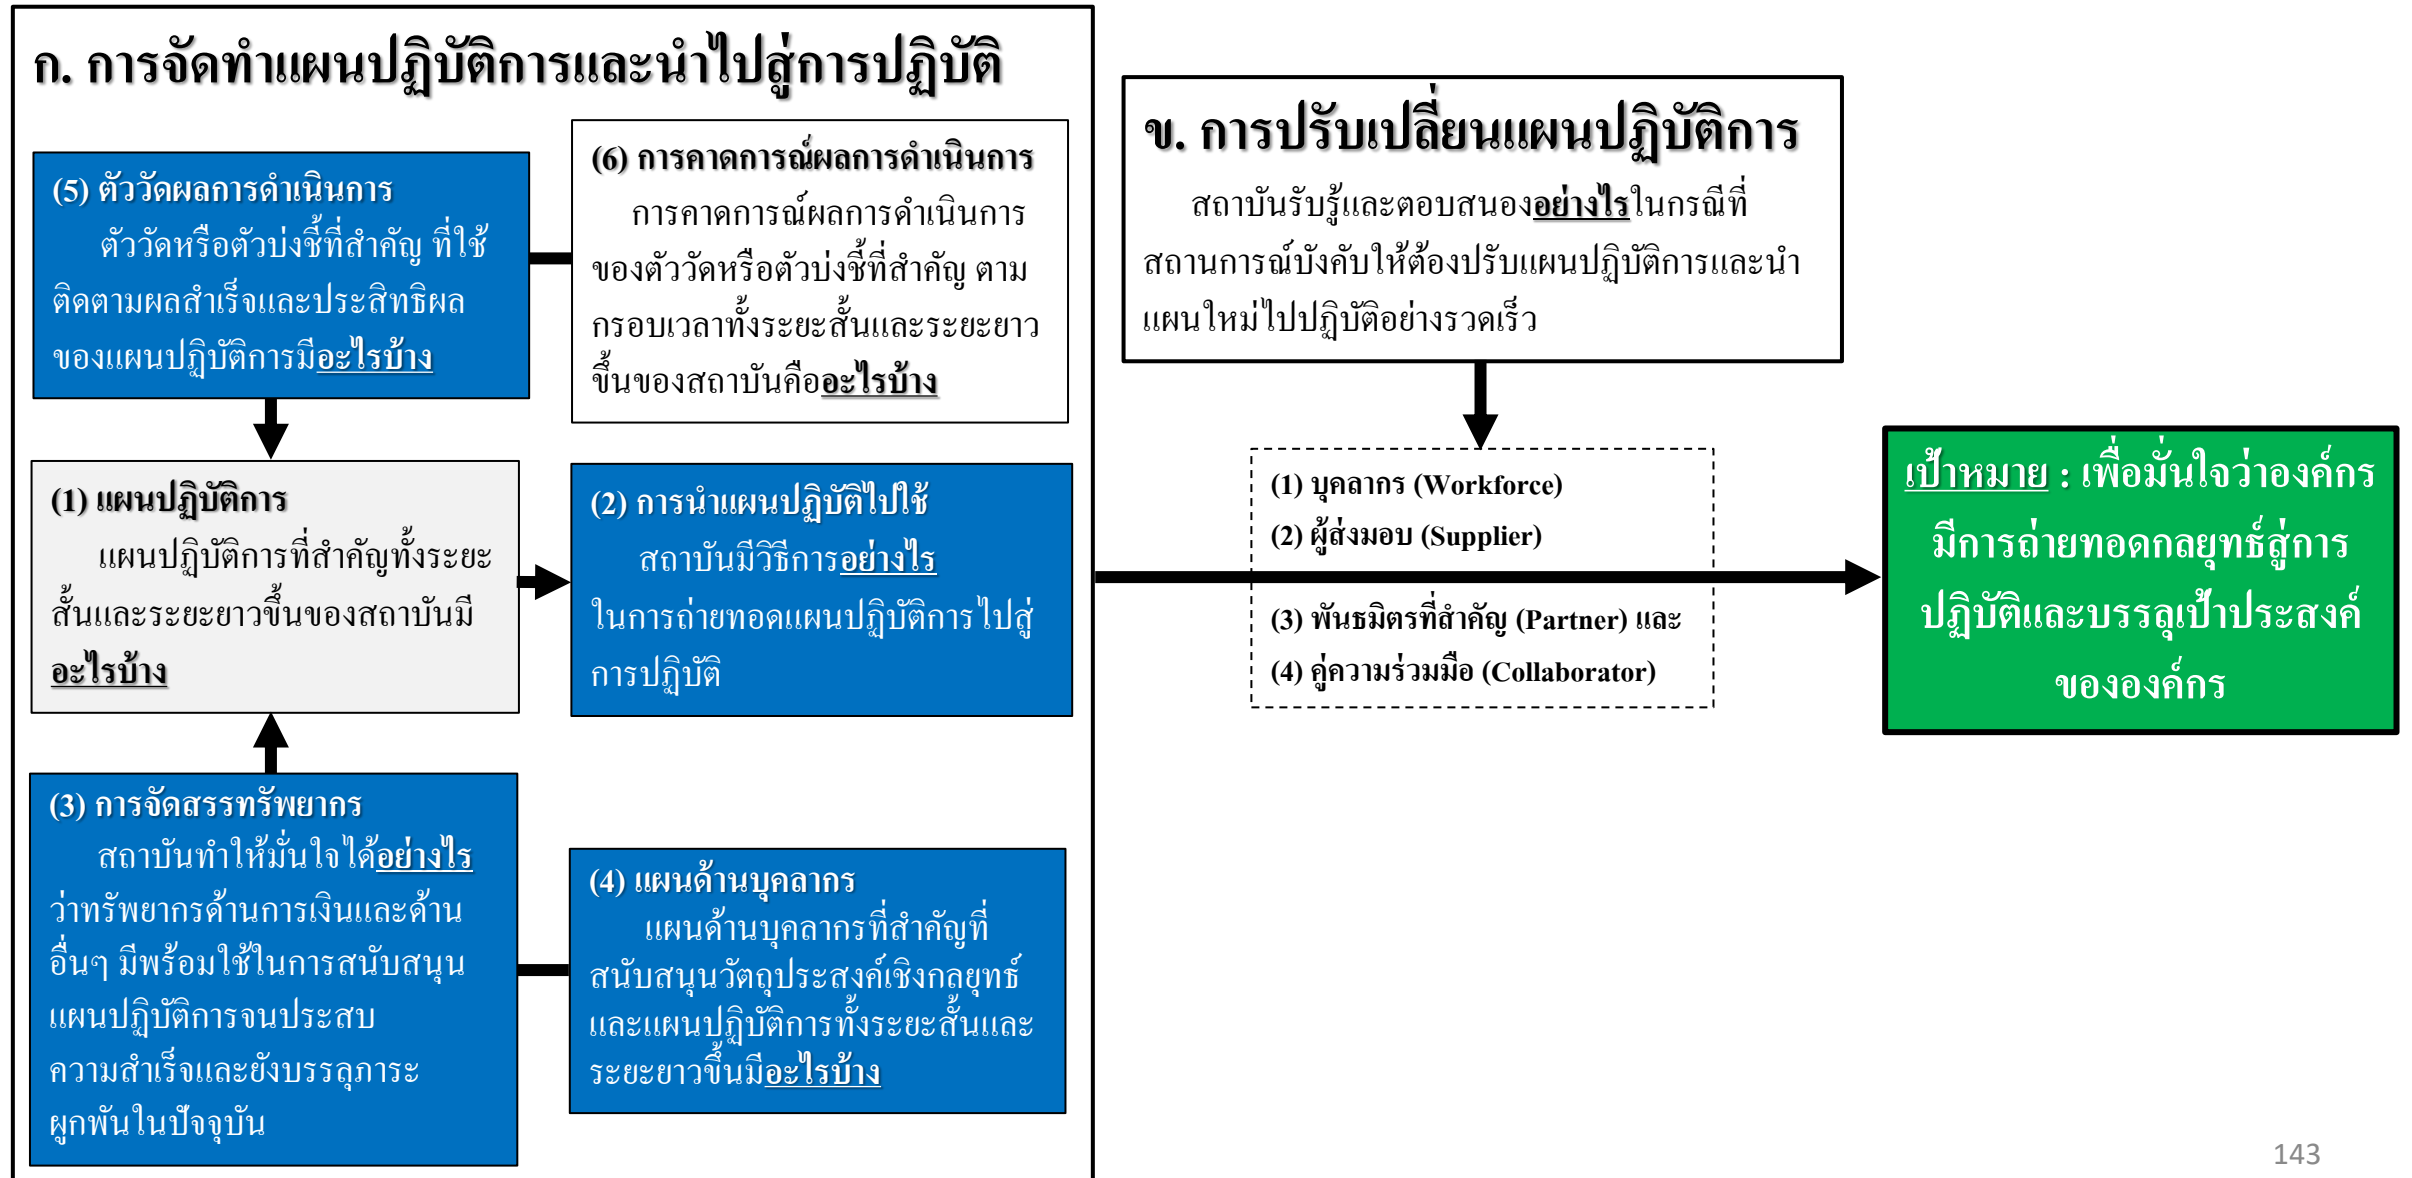 ก. การจัดทำแผนปฏิบัติการและนำไปสู่การปฏิบัติ
(5) ตัววัดผลการดำเนินการ
ตัววัดหรือตัวบ่งชี้ที่สำคัญ ที่ใช้
ติดตามผลสำเร็จและประสิทธิผล
ของแผนปฏิบัติการมีอะไรบ้าง
(6) การคาดการณ์ผลการดำเนินการ
การคาดการณ์ผลการดำเนินการ
ของตัววัดหรือตัวบ่งชี้ที่สำคัญ ตาม
กรอบเวลาทั้งระยะสั้นและระยะยาว
ขึ้นของสถาบันคืออะไรบ้าง
(1) แผนปฏิบัติการ
แผนปฏิบัติการที่สำคัญทั้งระยะ
สั้นและระยะยาวขึ้นของสถาบันมี
อะไรบ้าง
(2) การนำแผนปฏิบัติไปใช้
สถาบันมีวิธีการอย่างไร
ในการถ่ายทอดแผนปฏิบัติการไปสู่
การปฏิบัติ
(3) การจัดสรรทรัพยากร
สถาบันทำให้มั่นใจได้อย่างไร
ว่าทรัพยากรด้านการเงินและด้าน
อื่นๆ มีพร้อมใช้ในการสนับสนุน
แผนปฏิบัติการจนประสบ
ความสำเร็จและยังบรรลุภาระ
ผูกพันในปัจจุบัน
(4) แผนด้านบุคลากร
แผนด้านบุคลากรที่สำคัญที่
สนับสนุนวัตถุประสงค์เชิงกลยุทธ์
และแผนปฏิบัติการทั้งระยะสั้นและ
ระยะยาวขึ้นมีอะไรบ้าง
ข. การปรับเปลี่ยนแผนปฏิบัติการ
สถาบันรับรู้และตอบสนองอย่างไรในกรณีที่
สถานการณ์บังคับให้ต้องปรับแผนปฏิบัติการและนำ
แผนใหม่ไปปฏิบัติอย่างรวดเร็ว
(1) บุคลากร (Workforce)
(2) ผู้ส่งมอบ (Supplier)
(3) พันธมิตรที่สำคัญ (Partner) และ
(4) คู่ความร่วมมือ (Collaborator)
เป้าหมาย : เพื่อมั่นใจว่าองค์กร
มีการถ่ายทอดกลยุทธ์สู่การ
ปฏิบัติและบรรลุเป้าประสงค์
ขององค์กร
143